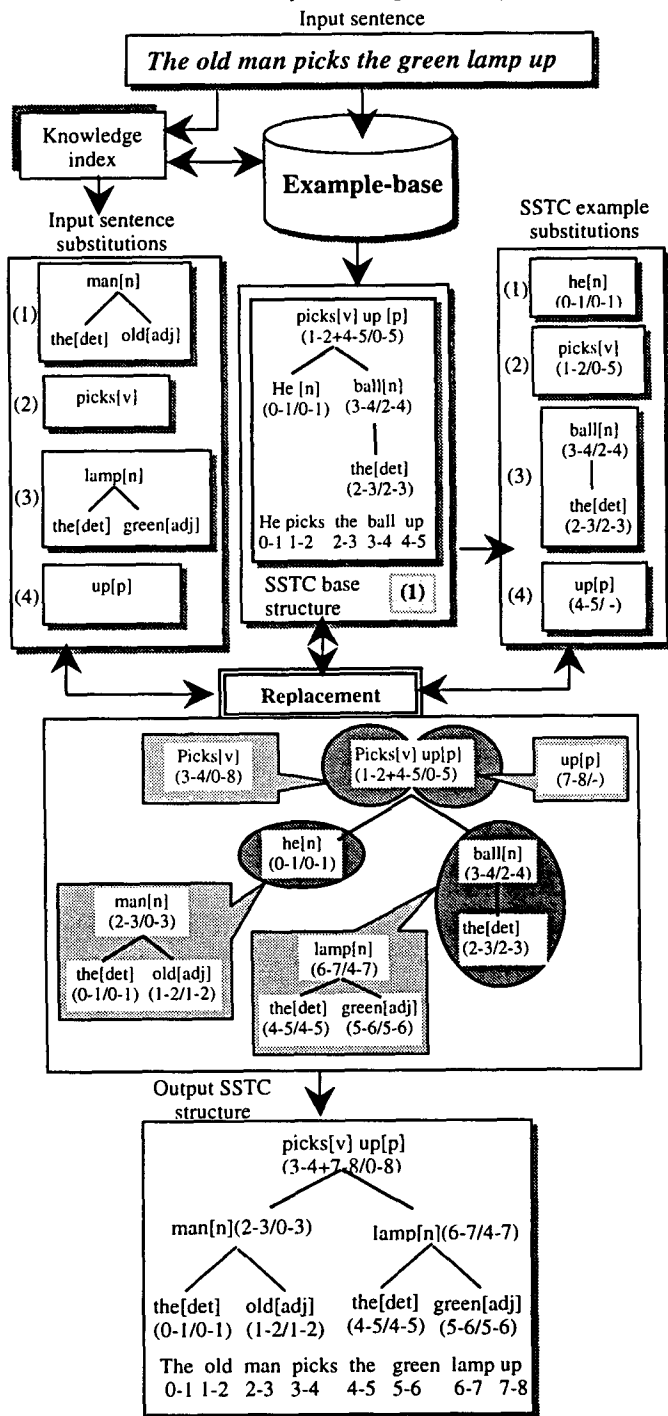 Input sentence
The old man picks the green lamp up
Knowledge
index
Example-base
Input sentence
substitutions
(1)
man[n]
the[det] old[adj]
(2)
picks[v]
(3)
lamp[n]
the[det] green[adj]
(4)
up[p]
picks[v] up [p]
(1-2+4-5/0-5)
He [n] ball[n]
(0-1/0-1) (3-4/2-4)
the[det]
(2-3/2-3)
He picks the ball up
0-1 1-2 2-3 3-4 4-5
SSTC base
structure
(1)
SSTC example
substitutions
(1)
he[n]
(0-1/0-1)
(2)
picks[v]
(1-2/0-5)
(3)
ball[n]
(3-4/2-4)
the[det]
(2-3/2-3)
(4)
up[p]
(4-5/ -)
Replacement
Picks[v]
(3-4/0-8)
Picks[v] up[p]
(1-2+4-5/0-5)
up[p]
(7-8/-)
he[n]
(0-1/0-1)
ball[n]
(3-4/2-4)
the[det]
(2-3/2-3)
man[n]
(2-3/0-3)
the[det] old[adj]
(0-1/0-1) (1-2/1-2)
lamp[n]
(6-7/4-7)
the[det] green[adj]
(4-5/4-5) (5-6/5-6)
Output SSTC
structure
picks[v] up[p]
(3-4+7-8/0-8)
man[n](2-3/0-3) lamp[n](6-7/4-7)
the[det] old[adj] the[det] green[adj]
(0-1/0-1) (1-2/1-2) (4-5/4-5) (5-6/5-6)
The old man picks the green lamp up
0-1 1-2 2-3 3-4 4-5 5-6 6-7 7-8